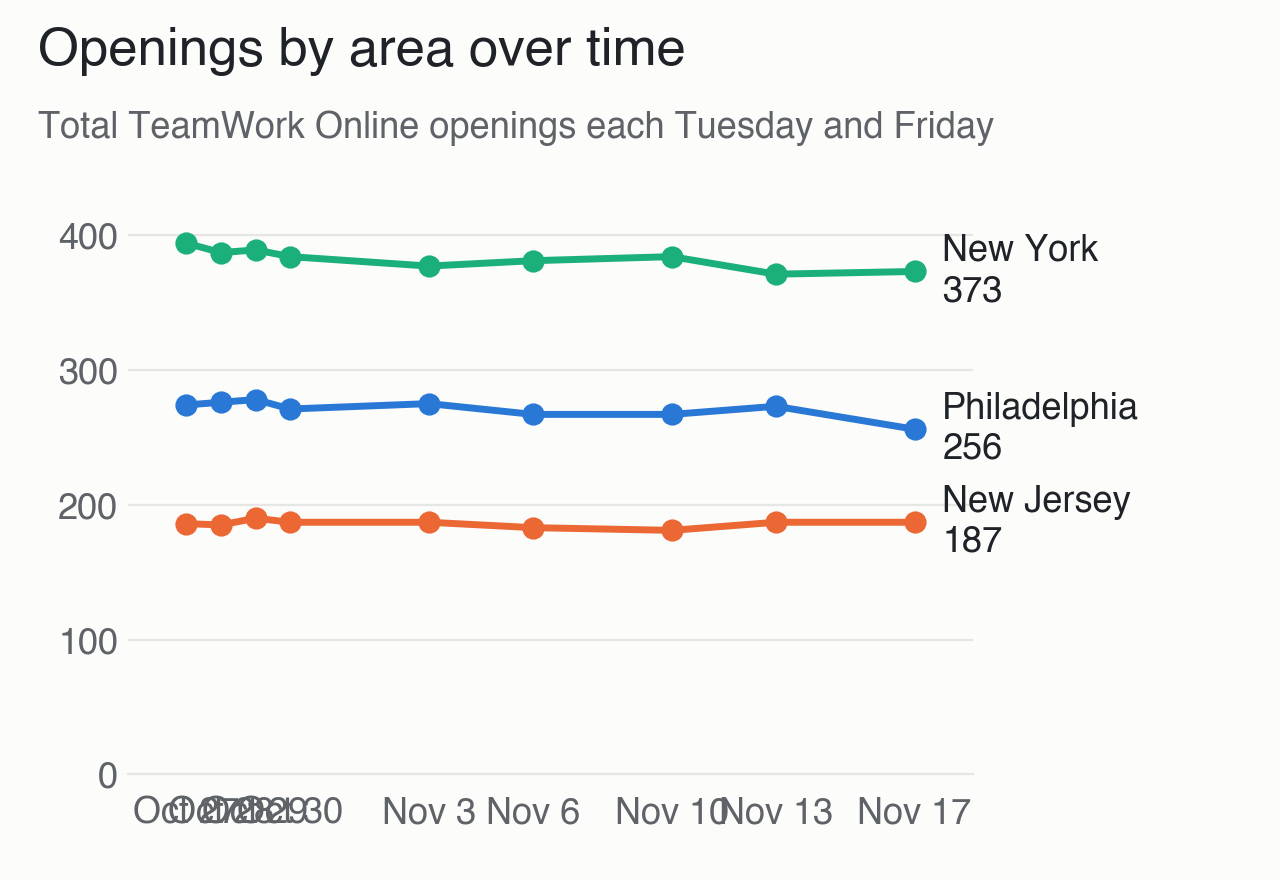 Openings by area over time
Total TeamWork Online openings each Tuesday and Friday
400
New York
373
300
Philadelphia
256
200
New Jersey
187
100
0
Nov 3 Nov 6 Nov 10 Nov 13 Nov 17